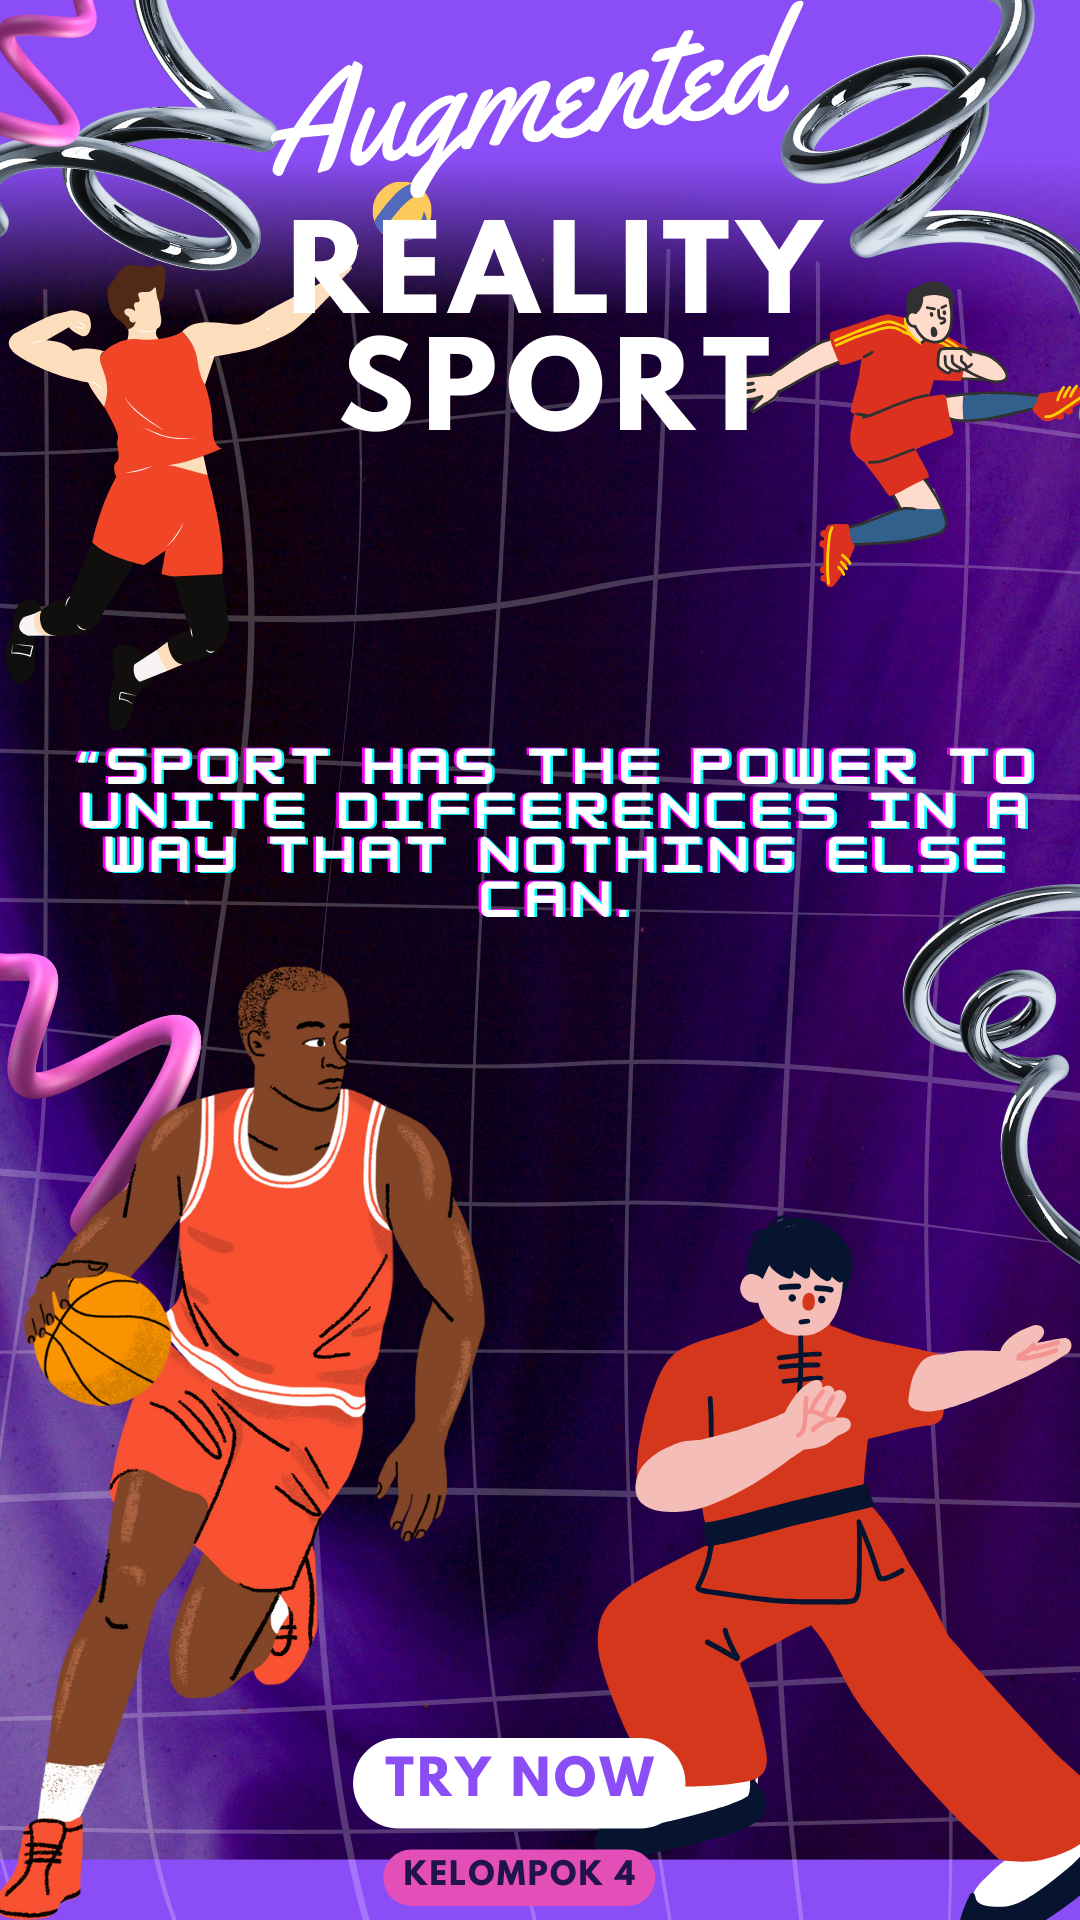 Augmented
REALITY
SPORT
“SPORT HAS THE POWER TO
UNITE DIFFERENCES IN A
WAY THAT NOTHING ELSE
CAN.
TRY NOW
KELOMPOK 4